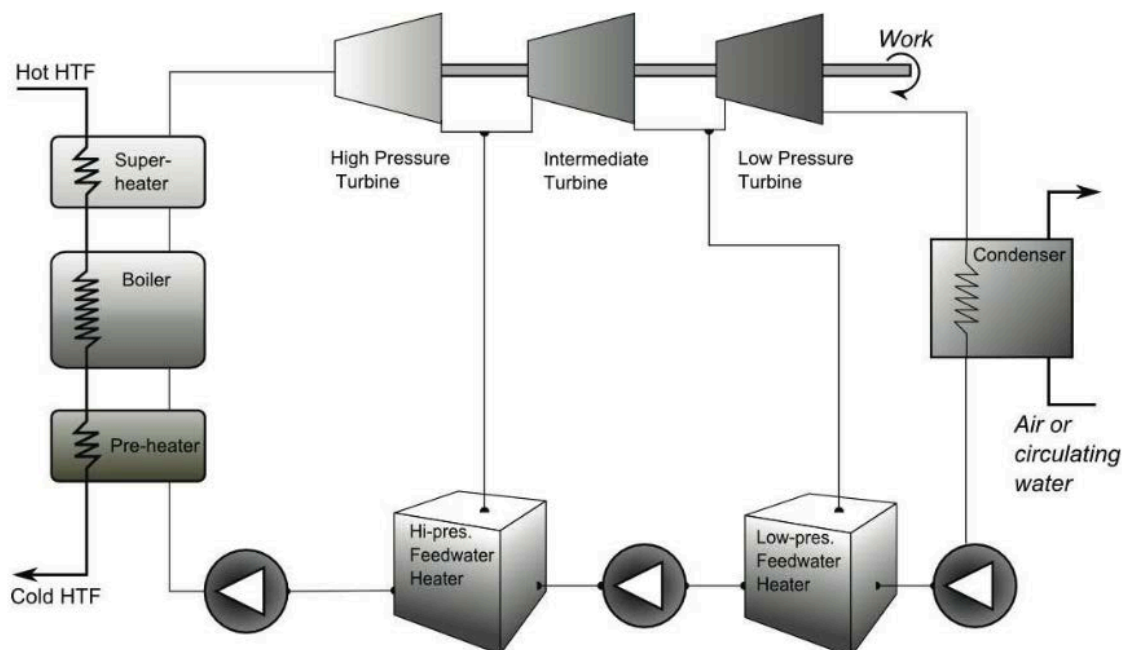 Work
Hot HTF
Super-
heater
High Pressure
Turbine
Intermediate
Turbine
Low Pressure
Turbine
Boiler
Condenser
Pre-heater
Air or
circulating
water
Hi-pres.
Feedwater
Heater
Low-pres.
Feedwater
Heater
Cold HTF